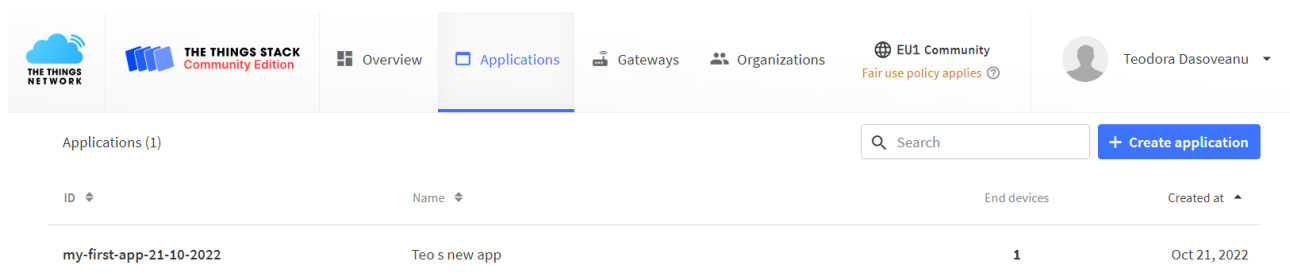 THE THINGS
NETWORK
THE THINGS STACK
Community Edition
Overview
Applications
Gateways
Organizations
EU1 Community
Fair use policy applies
Teodora Dasoveanu
Applications (1)
Search
+ Create application
ID Name End devices Created at
my-first-app-21-10-2022 Teo s new app 1 Oct 21, 2022